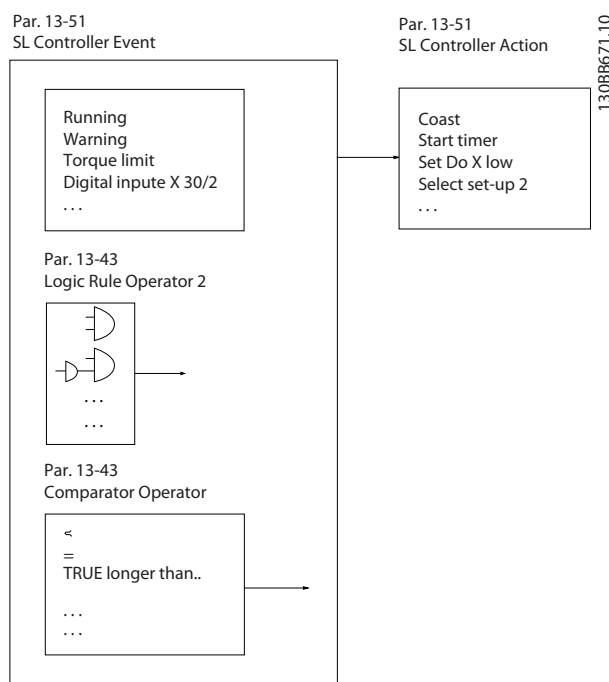 Par. 13-51
SL Controller Event
Par. 13-51
SL Controller Action
130BB671.10
Running
Warning
Torque limit
Digital inpute X 30/2
. . .
Coast
Start timer
Set Do X low
Select set-up 2
. . .
Par. 13-43
Logic Rule Operator 2
. . .
. . .
Par. 13-43
Comparator Operator
=
TRUE longer than..
. . .
. . .